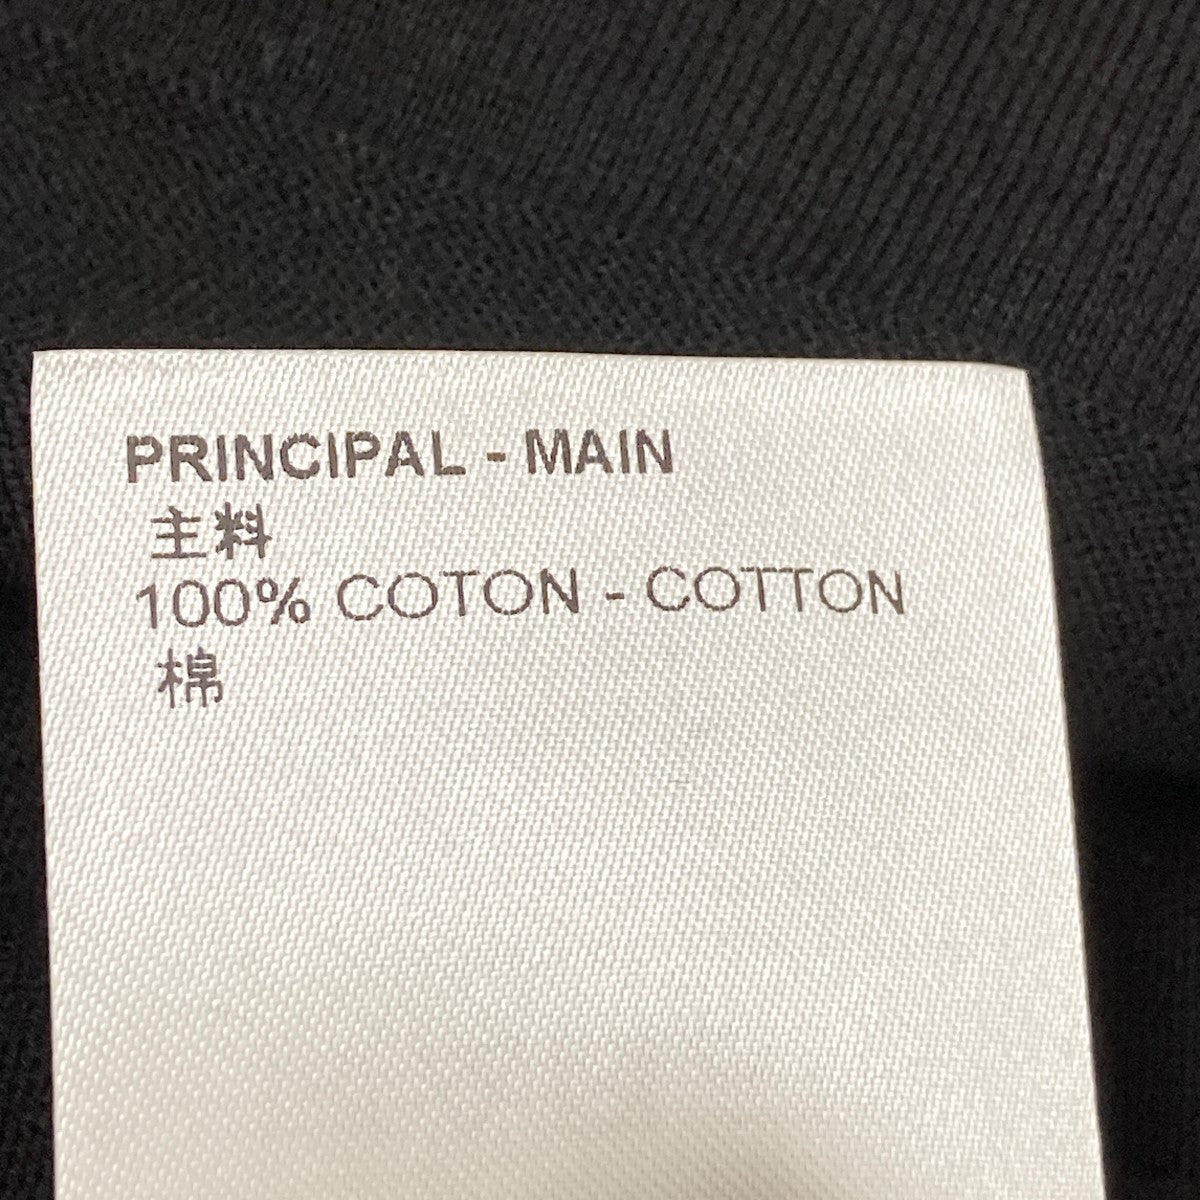 PRINCIPAL - MAIN
主料
100% COTON - COTTON
棉